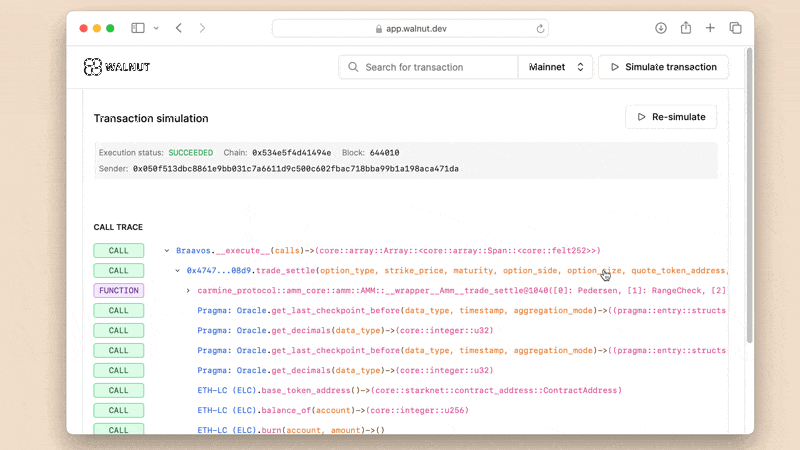 app.walnut.dev
WALNUT
Search for transaction
Mainnet
Simulate transaction
Transaction simulation
Re-simulate
Execution status: SUCCEEDED Chain: 0x534e5f4d41494e Block: 644010
Sender: 0x050f513dbc8861e9bb031c7a6611d9c500c602fbac718bba99b1a198aca471da
CALL TRACE
CALL Braavos.__execute__(calls)->(core::array::Array::<core::array::Span::<core::felt252>>)
CALL 0x4747...08d9.trade_settle(option_type, strike_price, maturity, option_side, option_size, quote_token_address,
FUNCTION carmine_protocol::amm_core::amm::AMM::__wrapper__Amm__trade_settle@1040([0]: Pedersen, [1]: RangeCheck, [2]
CALL Pragma: Oracle.get_last_checkpoint_before(data_type, timestamp, aggregation_mode)->((pragma::entry::structs
CALL Pragma: Oracle.get_decimals(data_type)->(core::integer::u32)
CALL Pragma: Oracle.get_last_checkpoint_before(data_type, timestamp, aggregation_mode)->((pragma::entry::structs
CALL Pragma: Oracle.get_decimals(data_type)->(core::integer::u32)
CALL ETH-LC (ELC).base_token_address()->(core::starknet::contract_address::ContractAddress)
CALL ETH-LC (ELC).balance_of(account)->(core::integer::u256)
CALL ETH-LC (ELC).burn(account, amount)->()